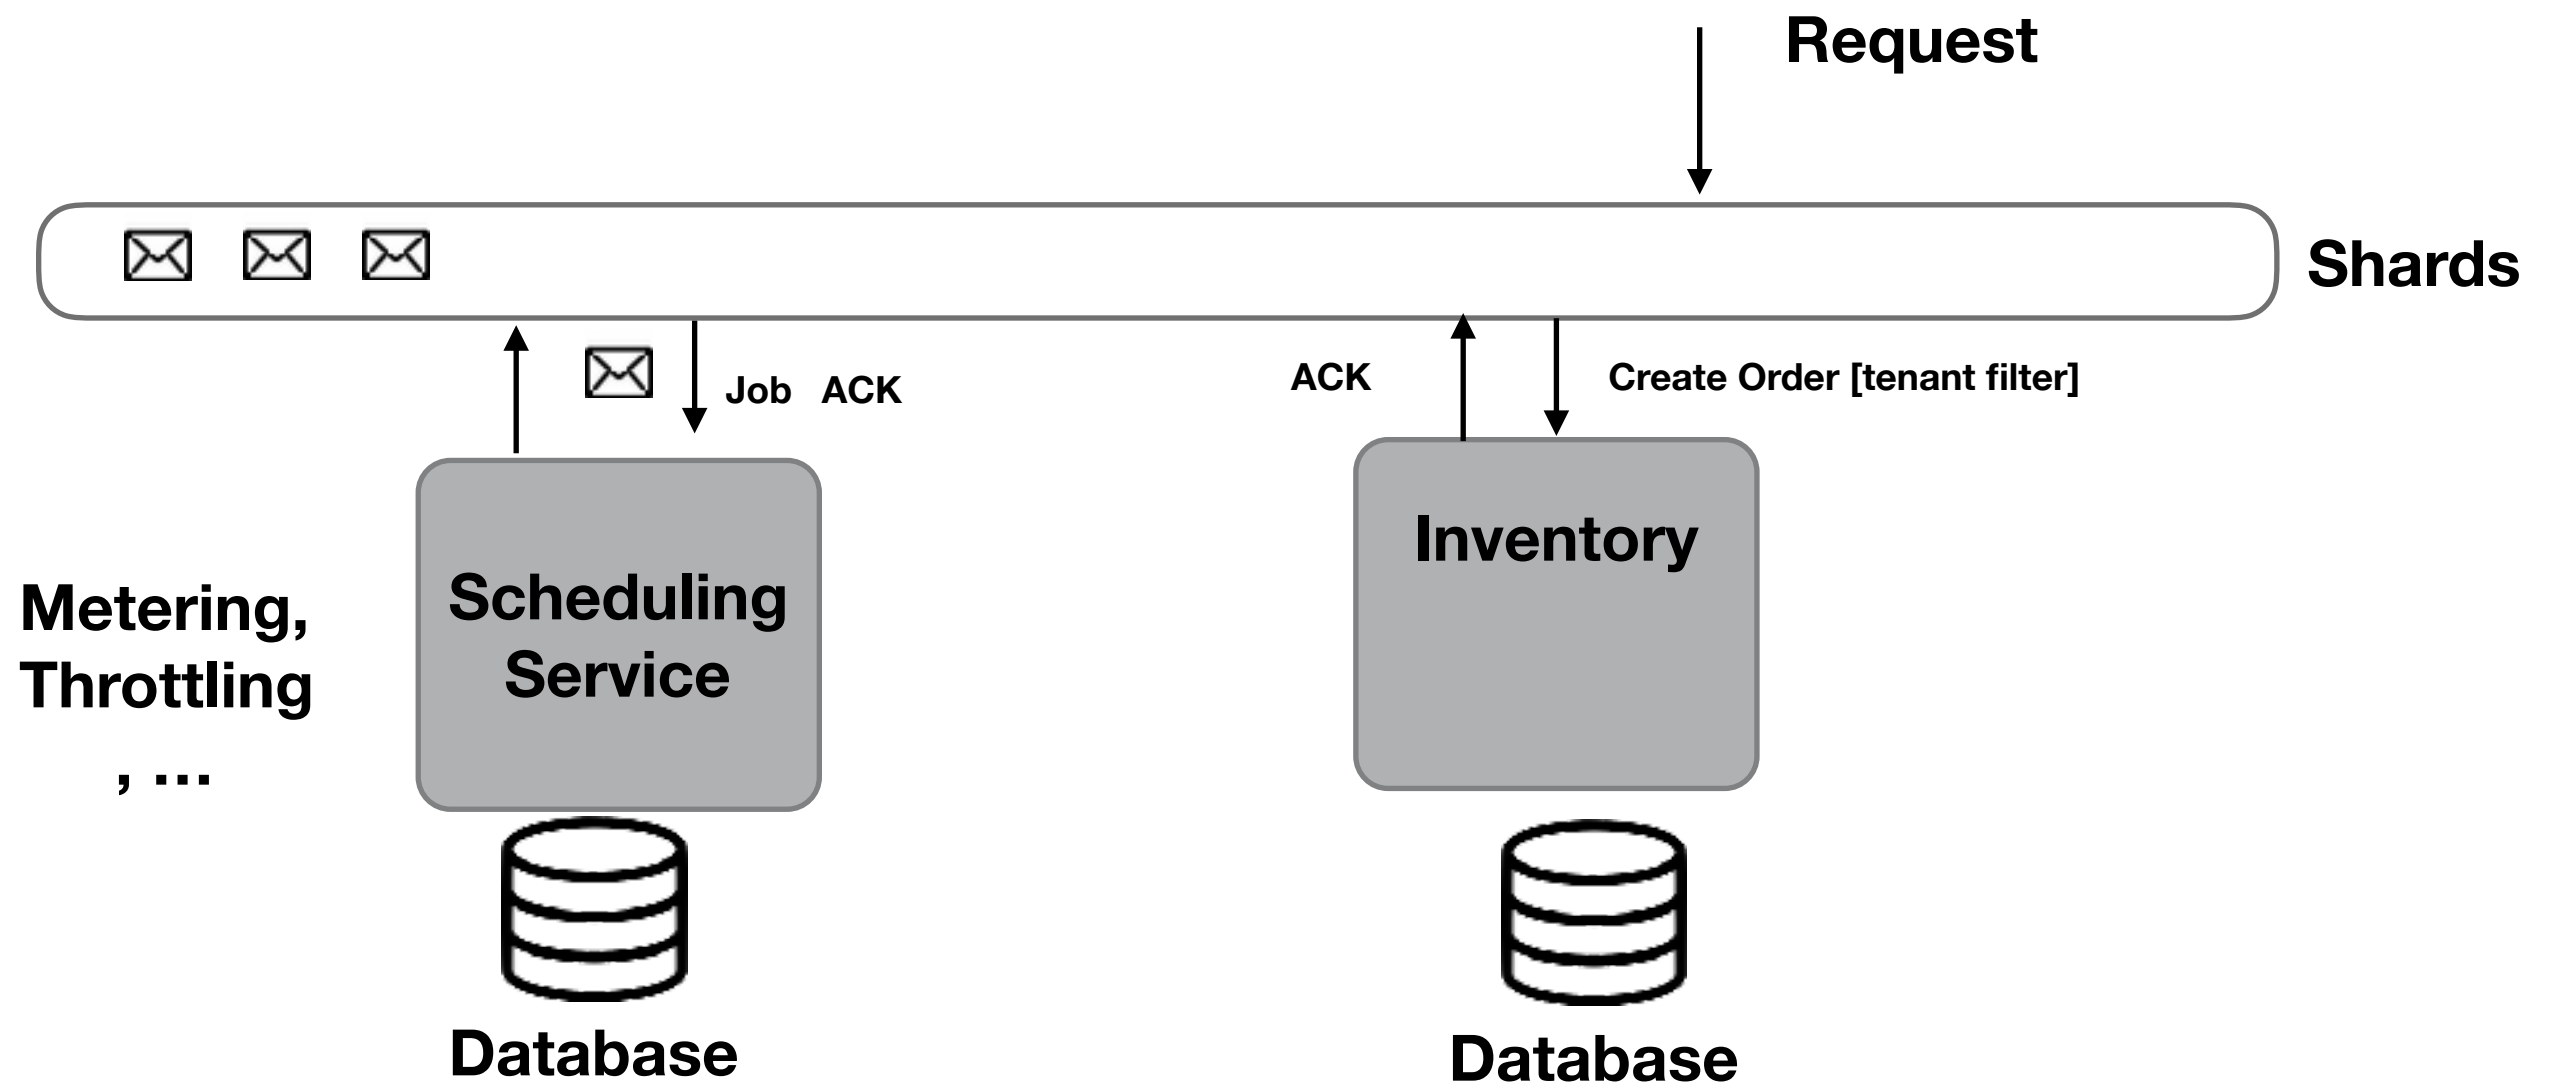 Request
Shards
Job ACK
ACK
Create Order [tenant filter]
Inventory
Scheduling
Service
Metering,
Throttling
, ...
Database
Database